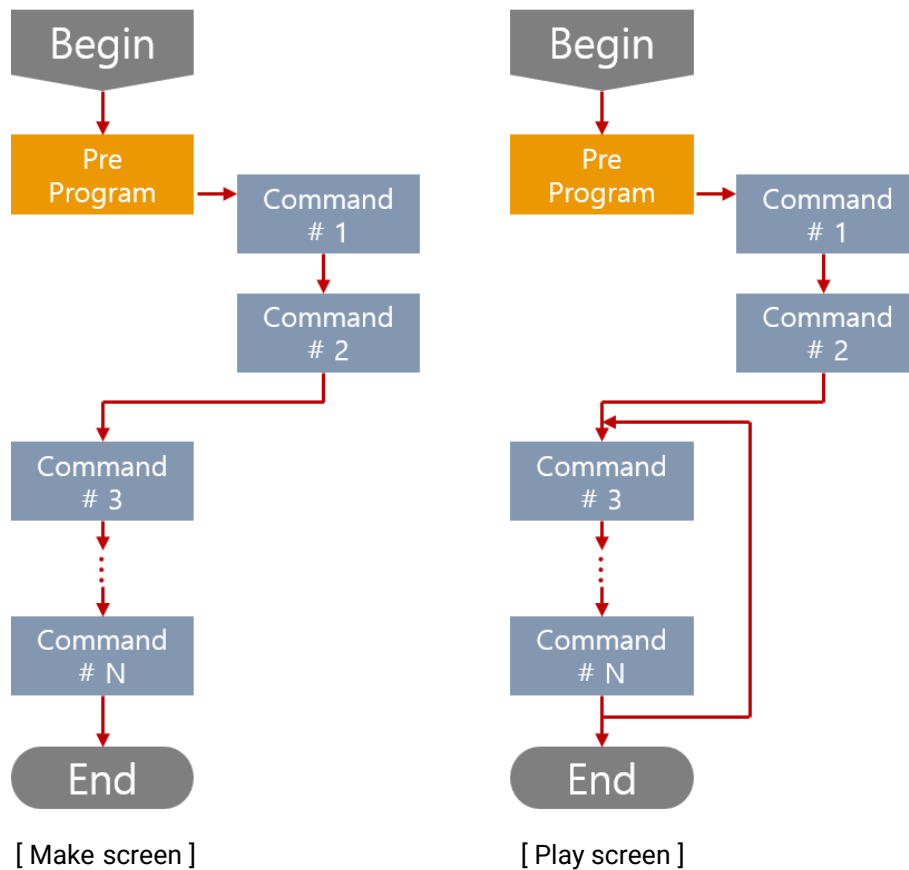 Begin
Pre
Program
Command
# 1
Command
# 2
Command
# 3
Command
# N
End
[ Make screen ]
Begin
Pre
Program
Command
# 1
Command
# 2
Command
# 3
Command
# N
End
[ Play screen ]